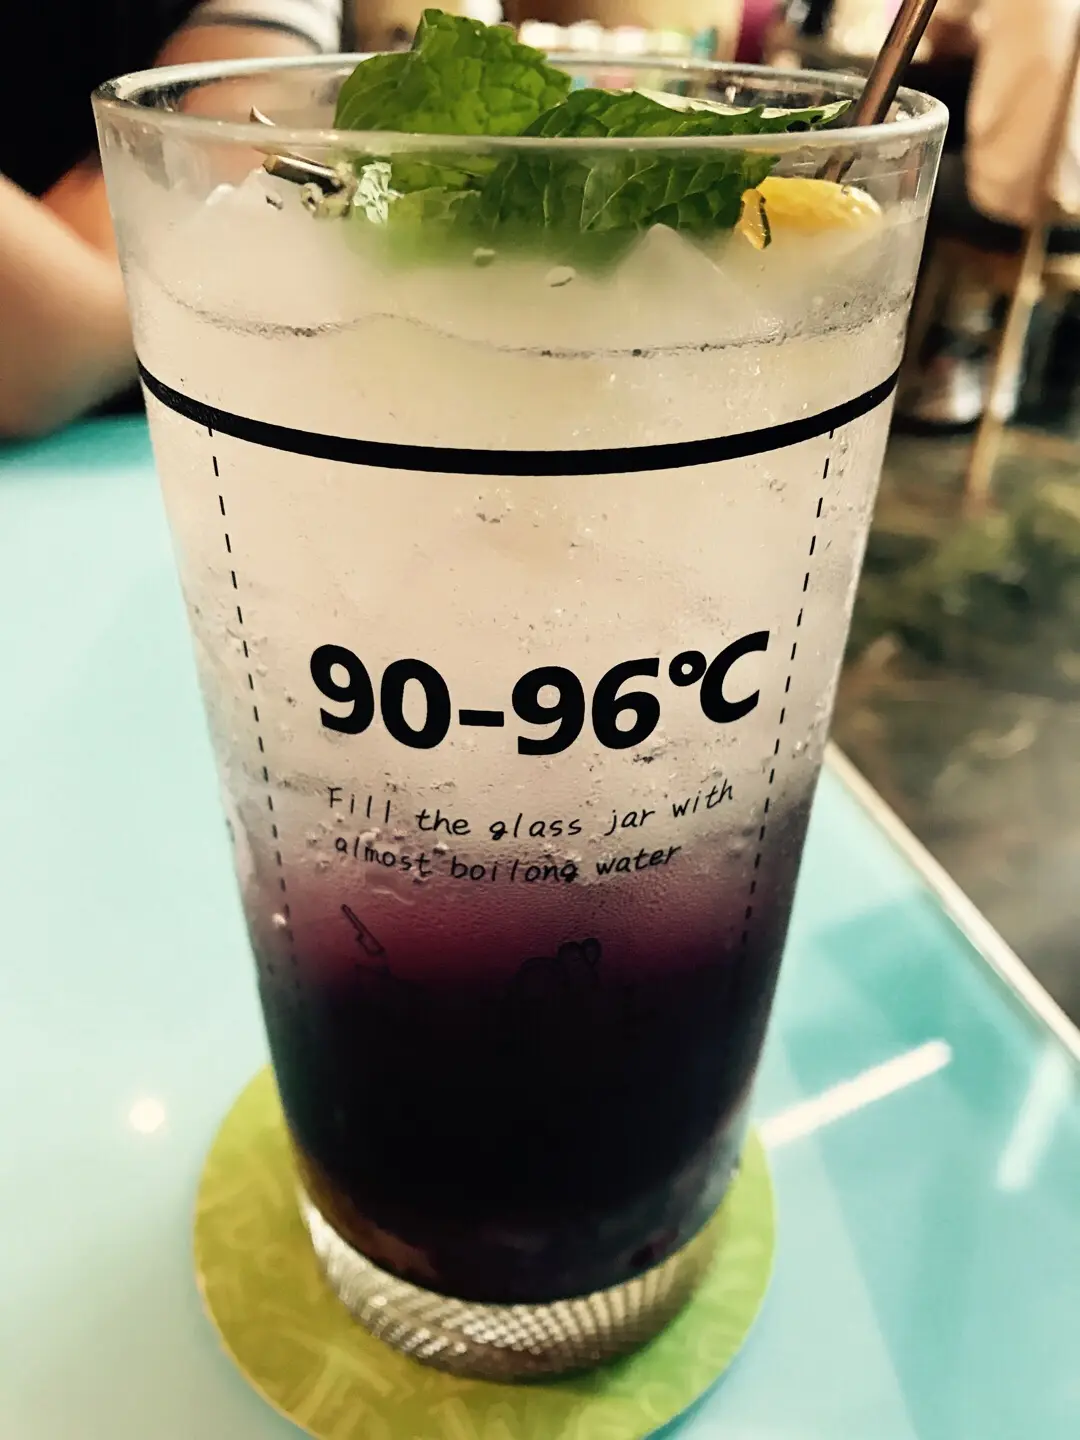 90-96°C
Fill the glass jar with
almost boilong water